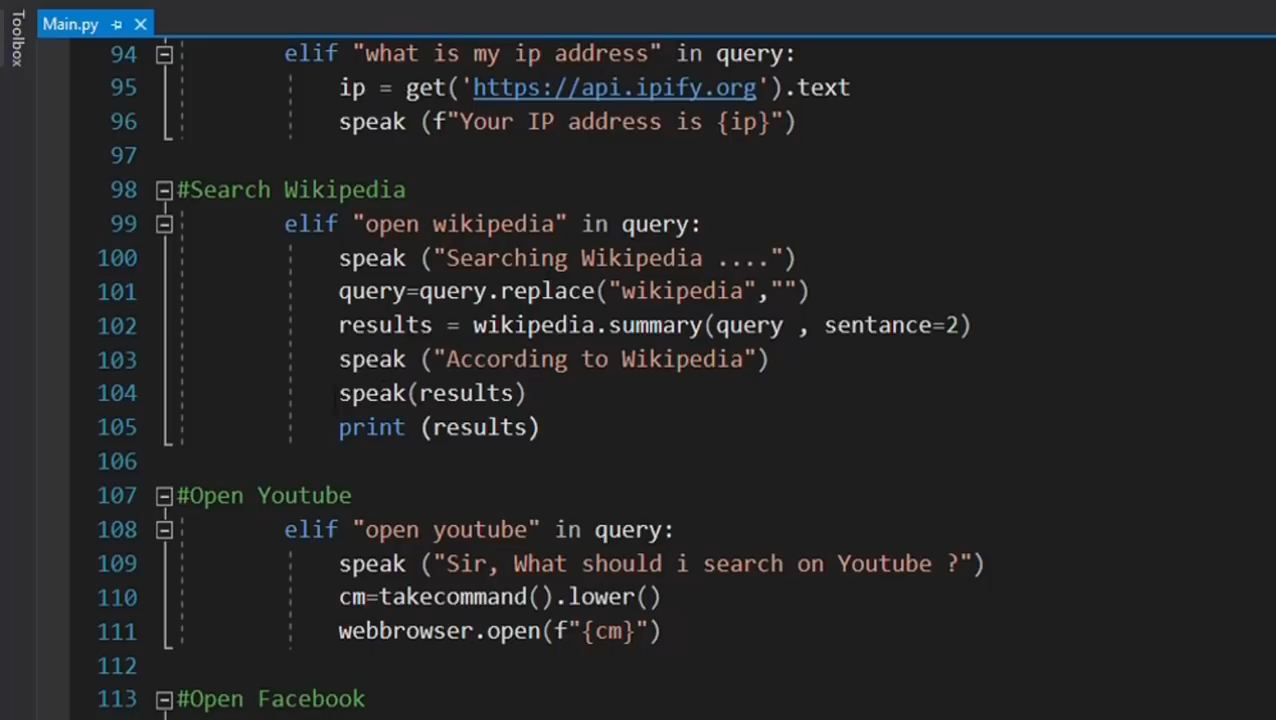 Toolbox
Main.py
94 elif "what is my ip address" in query:
95 ip = get('https://api.ipify.org').text
96 speak (f"Your IP address is {ip}")
97
98 #Search Wikipedia
99 elif "open wikipedia" in query:
100 speak ("Searching Wikipedia ....")
101 query=query.replace("wikipedia","")
102 results = wikipedia.summary(query , sentance=2)
103 speak ("According to Wikipedia")
104 speak(results)
105 print (results)
106
107 #Open Youtube
108 elif "open youtube" in query:
109 speak ("Sir, What should i search on Youtube ?")
110 cm=takecommand().lower()
111 webbrowser.open(f"{cm}")
112
113 #Open Facebook